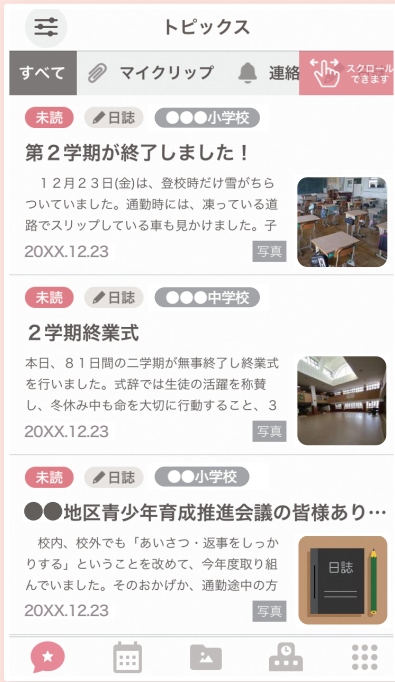 トピックス
すべて マイクリップ 連絡 スクロール
できます
未読 日誌 ●●●小学校
第２学期が終了しました！
　１２月２３日(金)は、登校時だけ雪がちら
ついていました。通勤時には、凍っている道
路でスリップしている車も見かけました。子
20XX.12.23 写真
未読 日誌 ●●●中学校
２学期終業式
本日、８１日間の二学期が無事終了し終業式
を行いました。式辞では生徒の活躍を称賛
し、冬休み中も命を大切に行動すること、３
20XX.12.23 写真
未読 日誌 ●●小学校
●●地区青少年育成推進会議の皆様あり…
　校内、校外でも「あいさつ・返事をしっか
りする」ということを改めて、今年度取り組
んでいました。そのおかげか、通勤途中の方
日誌
20XX.12.23 写真